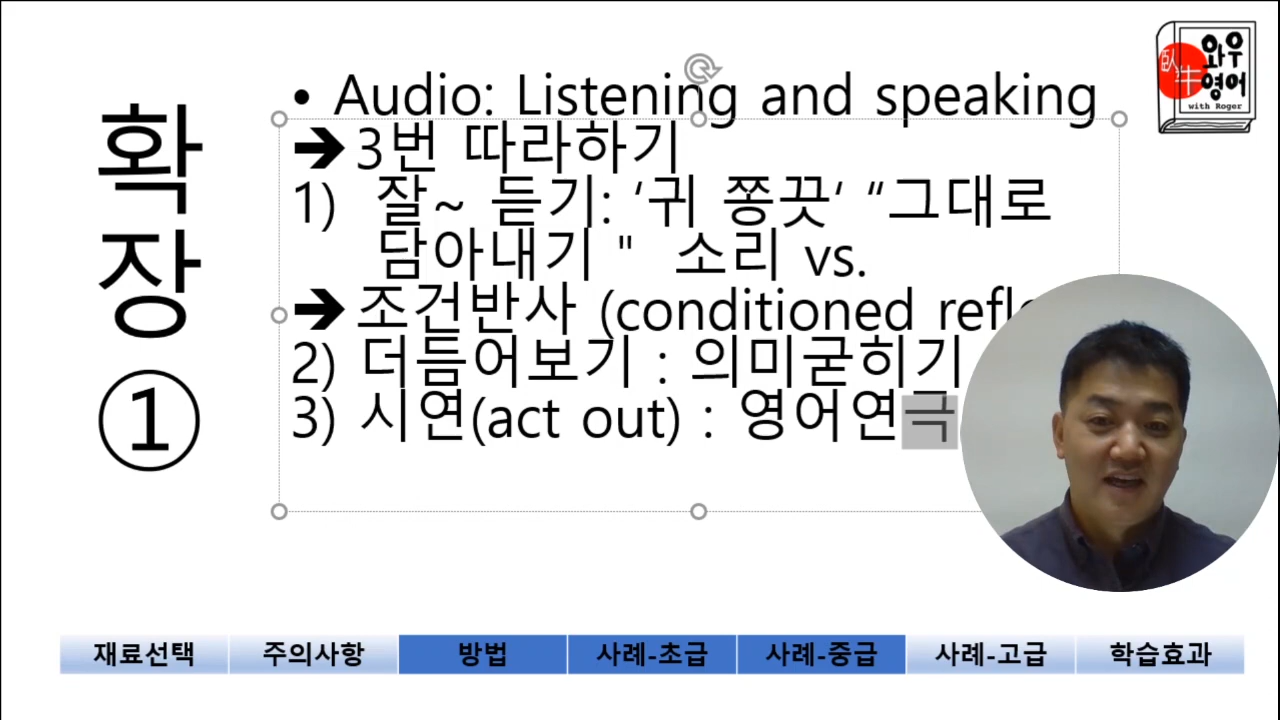 臥牛
와우
영어
with Roger
확
장
①
• Audio: Listening and speaking
➔ 3번 따라하기
1) 잘~ 듣기: ‘귀 쫑끗‘ “그대로
담아내기 " 소리 vs.
➔ 조건반사 (conditioned
2) 더듬어보기 : 의미굳히기
3) 시연(act out) : 영어연극
재료선택 주의사항 방법 사례-초급 사례-중급 사례-고급 학습효과